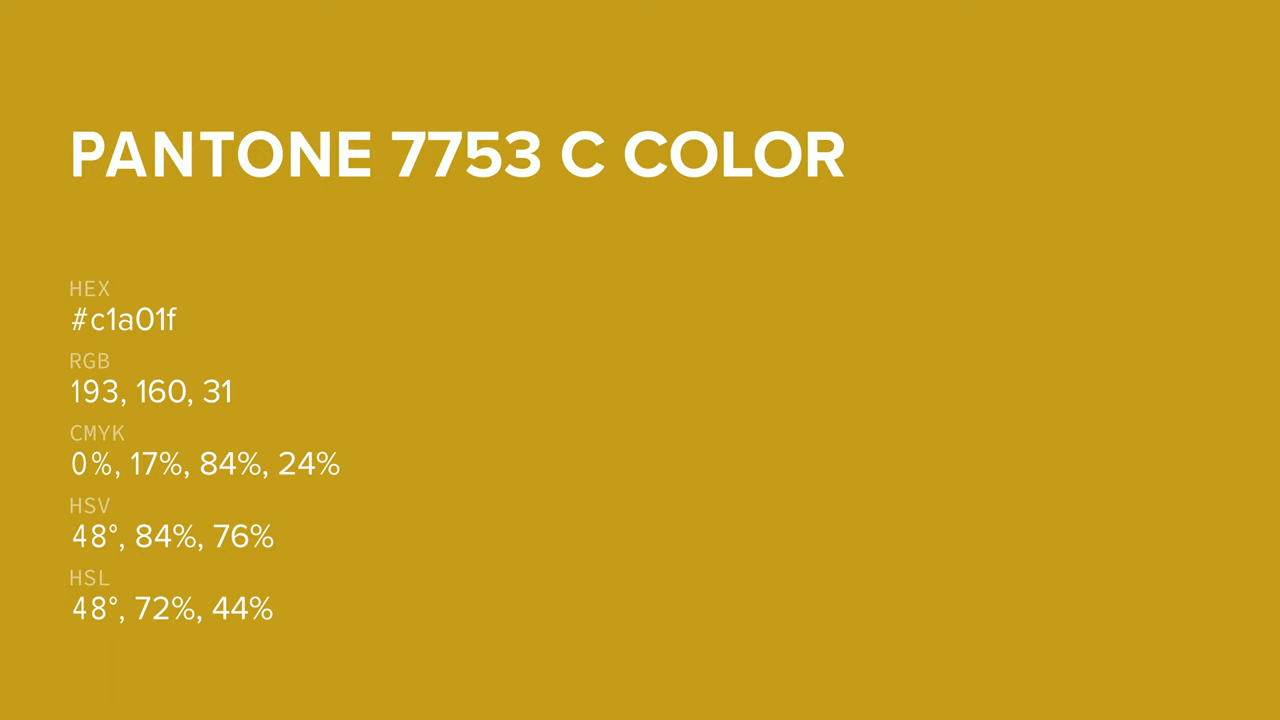 PANTONE 7753 C COLOR
HEX
#c1a01f
RGB
193, 160, 31
CMYK
0%, 17%, 84%, 24%
HSV
48°, 84%, 76%
HSL
48°, 72%, 44%